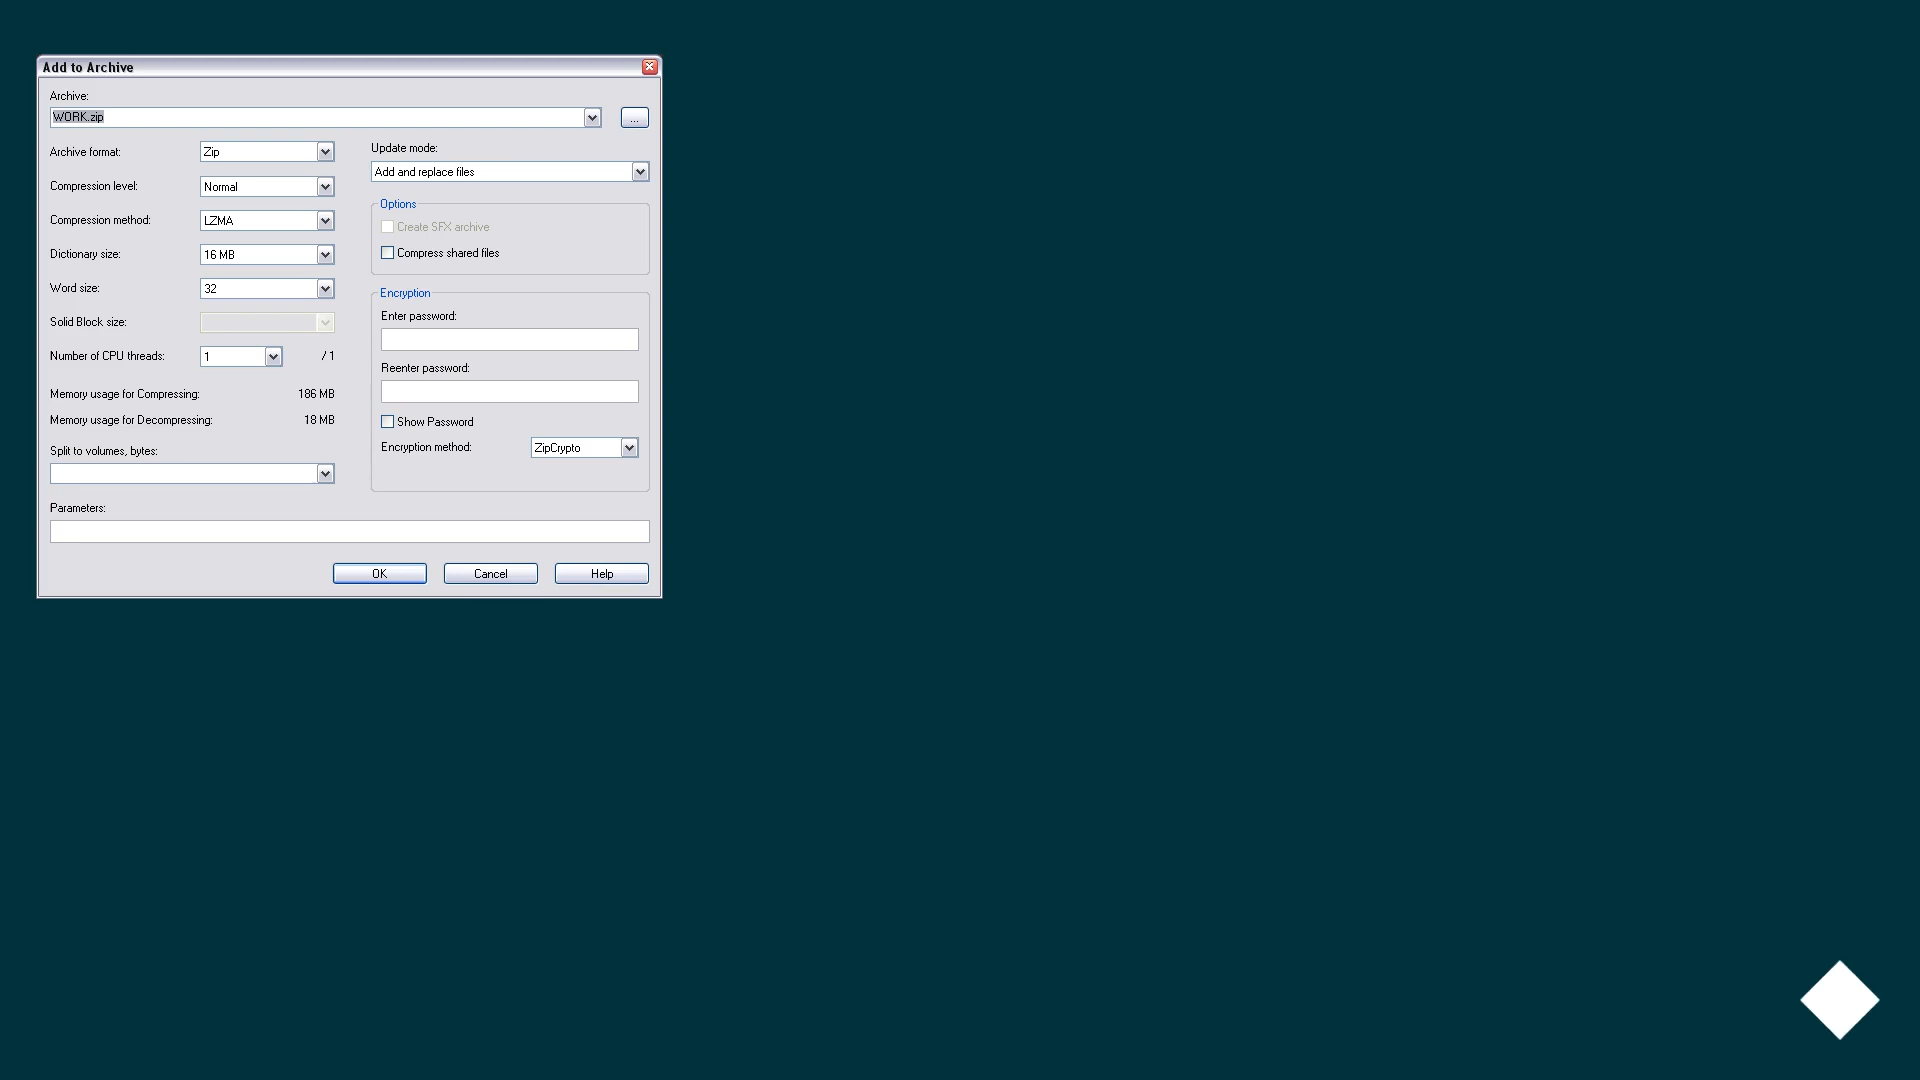 Add to Archive
Archive:
WORK.zip
...
Archive format:
Zip
Compression level:
Normal
Compression method:
LZMA
Dictionary size:
16 MB
Word size:
32
Solid Block size:
Number of CPU threads:
1
/ 1
Memory usage for Compressing:
186 MB
Memory usage for Decompressing:
18 MB
Split to volumes, bytes:
Update mode:
Add and replace files
Options
Create SFX archive
Compress shared files
Encryption
Enter password:
Reenter password:
Show Password
Encryption method:
ZipCrypto
Parameters:
OK
Cancel
Help